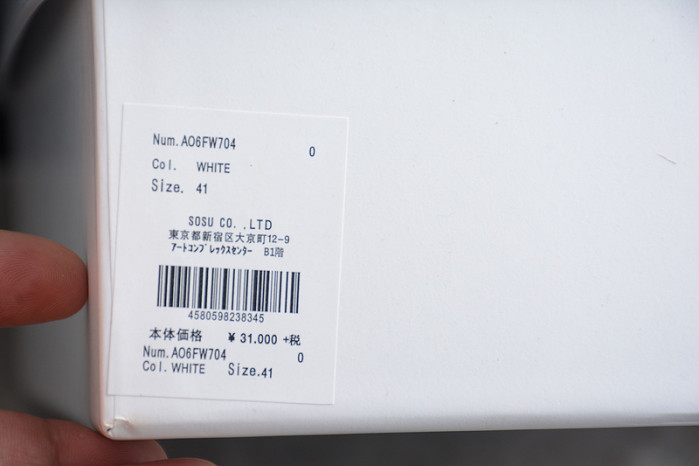 Num.AO6FW704
0
Col. WHITE
Size. 41
SOSU CO.,LTD
東京都新宿区大京町12-9
ｱｰﾄｺﾝﾌﾟﾚｯｸｽｾﾝﾀｰ B1階
4580598238345
本体価格 ¥ 31.000 +税
Num.AO6FW704 0
Col. WHITE Size.41